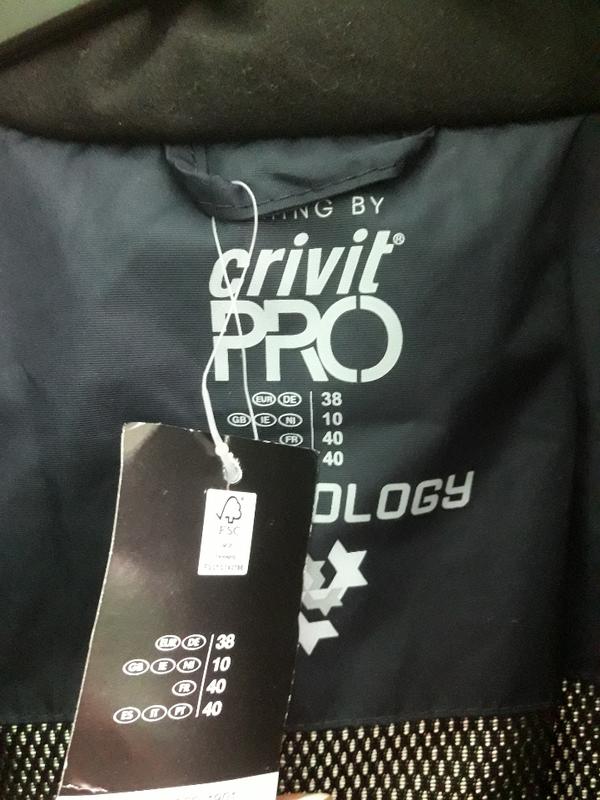 BY
crivit®
PRO
EUR DE 38
GB IE NI 10
FR 40
40
OLOGY
FSC
EUR DE 38
GB IE NI 10
FR 40
ES IT PT 40